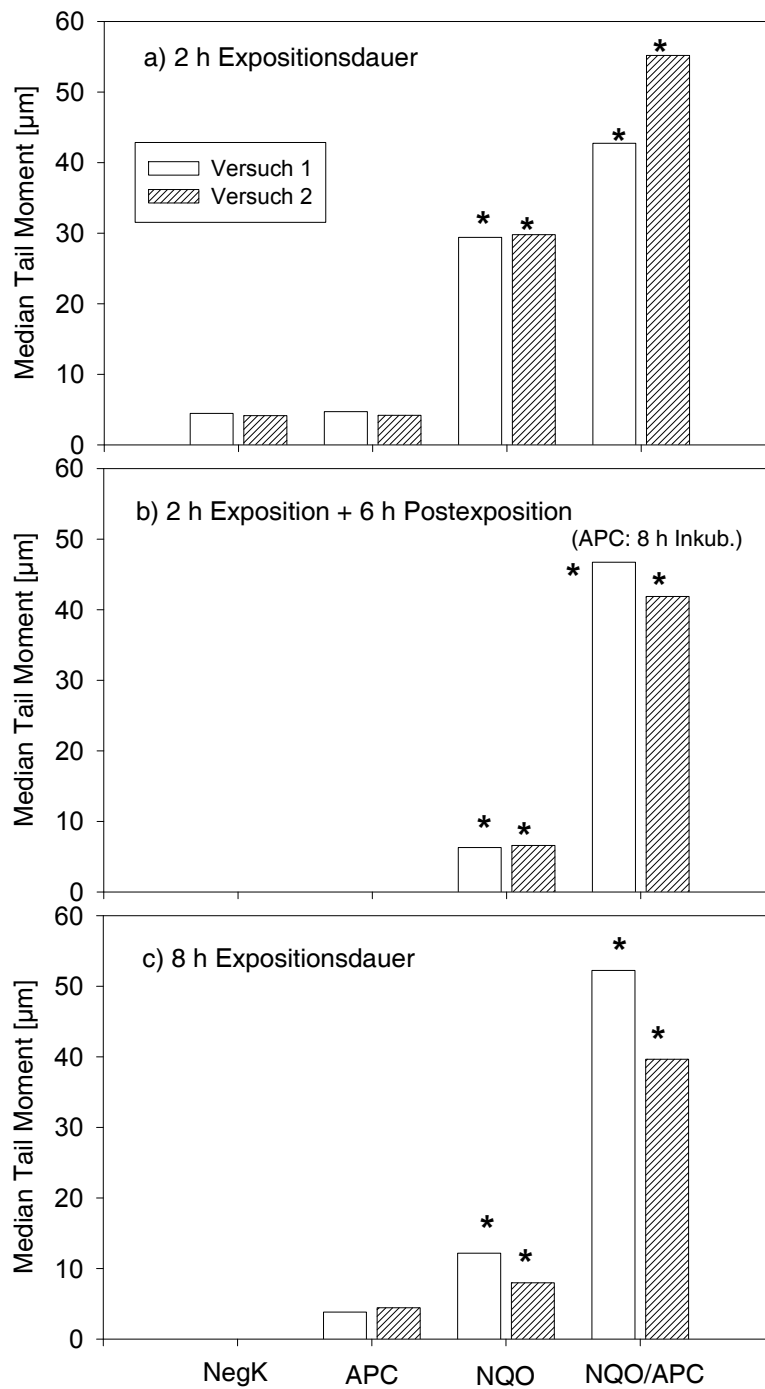 60
a) 2 h Expositionsdauer
50
Versuch 1
Versuch 2
40
30
20
10
0
Median Tail Moment [µm]
* * * *
60
b) 2 h Exposition + 6 h Postexposition
(APC: 8 h Inkub.)
50
40
30
20
10
0
Median Tail Moment [µm]
* * * *
60
c) 8 h Expositionsdauer
50
40
30
20
10
0
Median Tail Moment [µm]
* * * *
NegK APC NQO NQO/APC